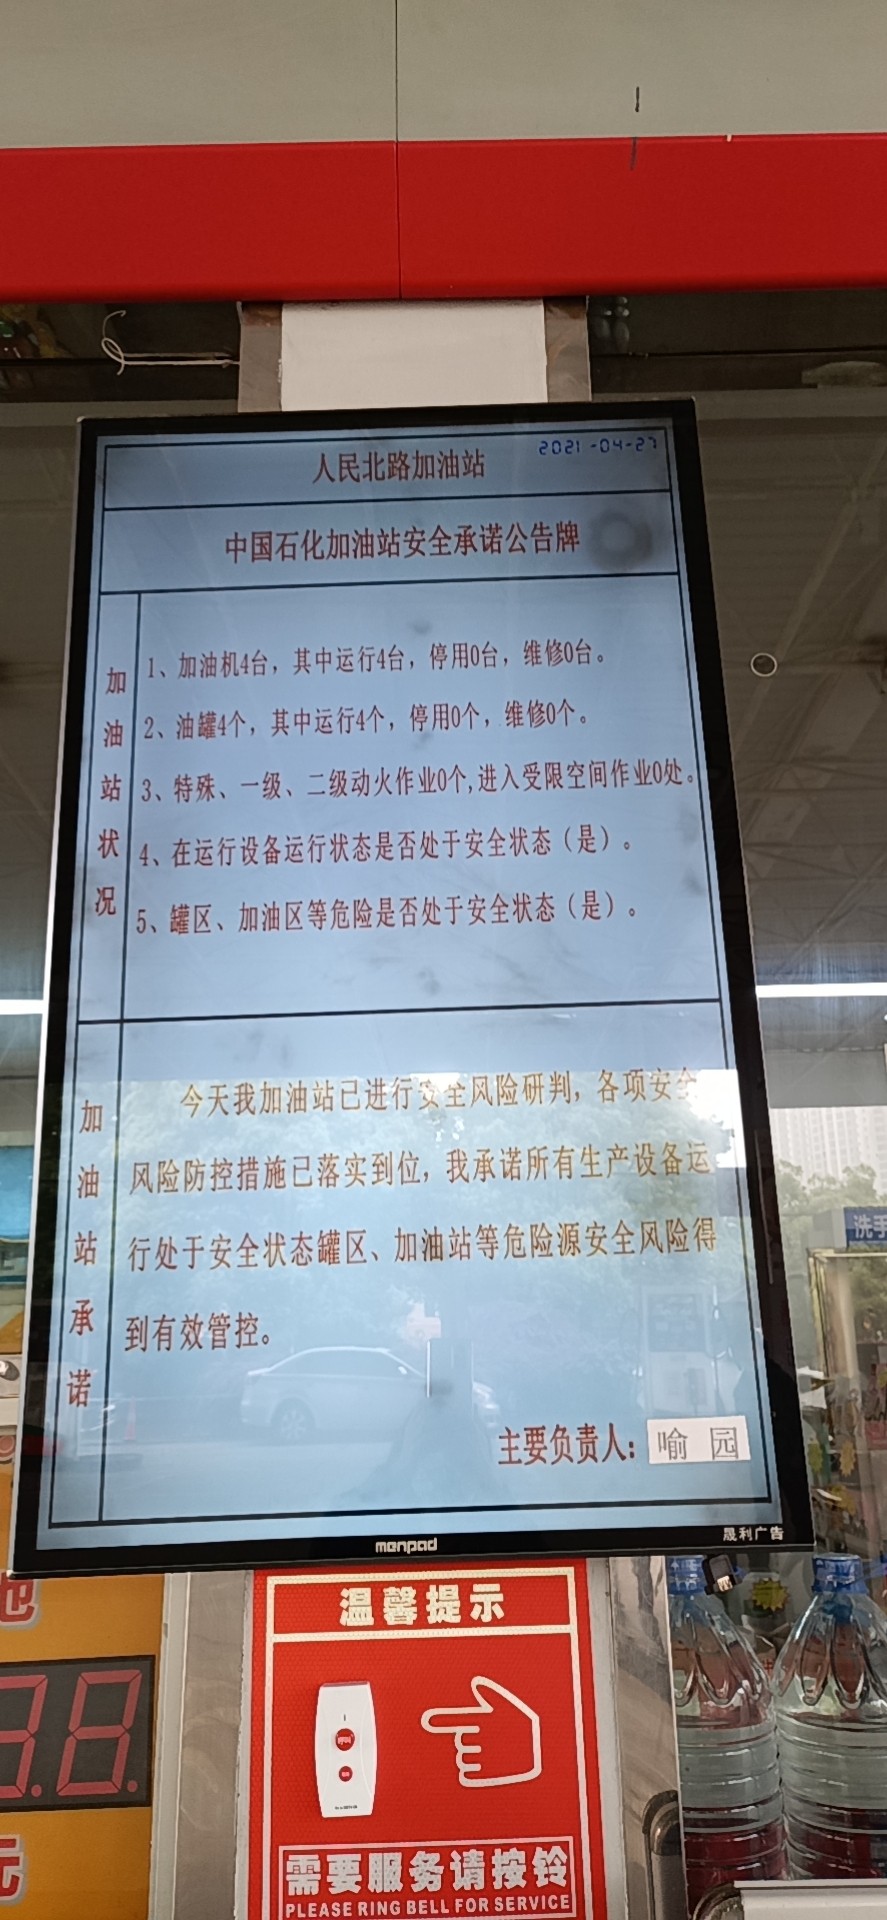 2021-04-27
人民北路加油站
中国石化加油站安全承诺公告牌
加油站状况
1、加油机4台，其中运行4台，停用0台，维修0台。
2、油罐4个，其中运行4个，停用0个，维修0个。
3、特殊、一级、二级动火作业0个,进入受限空间作业0处。
4、在运行设备运行状态是否处于安全状态（是）。
5、罐区、加油区等危险是否处于安全状态（是）。
加油站承诺
今天我加油站已进行安全风险研判，各项安全
风险防控措施已落实到位，我承诺所有生产设备运
行处于安全状态罐区、加油站等危险源安全风险得
到有效管控。
主要负责人: 喻 园
menpad
晟利广告
温馨提示
需要服务请按铃
PLEASE RING BELL FOR SERVICE
洗手
元